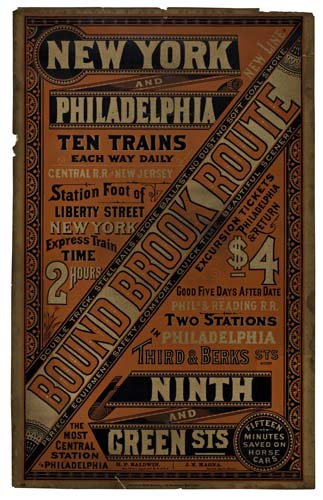 NEW YORK
AND
PHILADELPHIA
NEW LINE
TEN TRAINS
EACH WAY DAILY
CENTRAL R.R. OF NEW JERSEY
Station Foot of
LIBERTY STREET
NEW YORK
Express Train
TIME
2 HOURS
DOUBLE TRACK, STEEL RAILS, STONE BALLAST, NO DUST, NO SOFT COAL SMOKE
BOUND BROOK ROUTE
PERFECT EQUIPMENT, SAFETY, COMFORT, QUICK TIME, BEAUTIFUL SCENERY
EXCURSION TICKETS
PHILADELPHIA
& RETURN
$4
GOOD FIVE DAYS AFTER DATE
PHILA & READING R.R.
TWO STATIONS
IN
PHILADELPHIA
THIRD & BERKS STS
NINTH
AND
GREEN STS
THE
MOST
CENTRAL
STATION
IN PHILADELPHIA
FIFTEEN
MINUTES
SAVED ON
HORSE
CARS
H. P. BALDWIN,